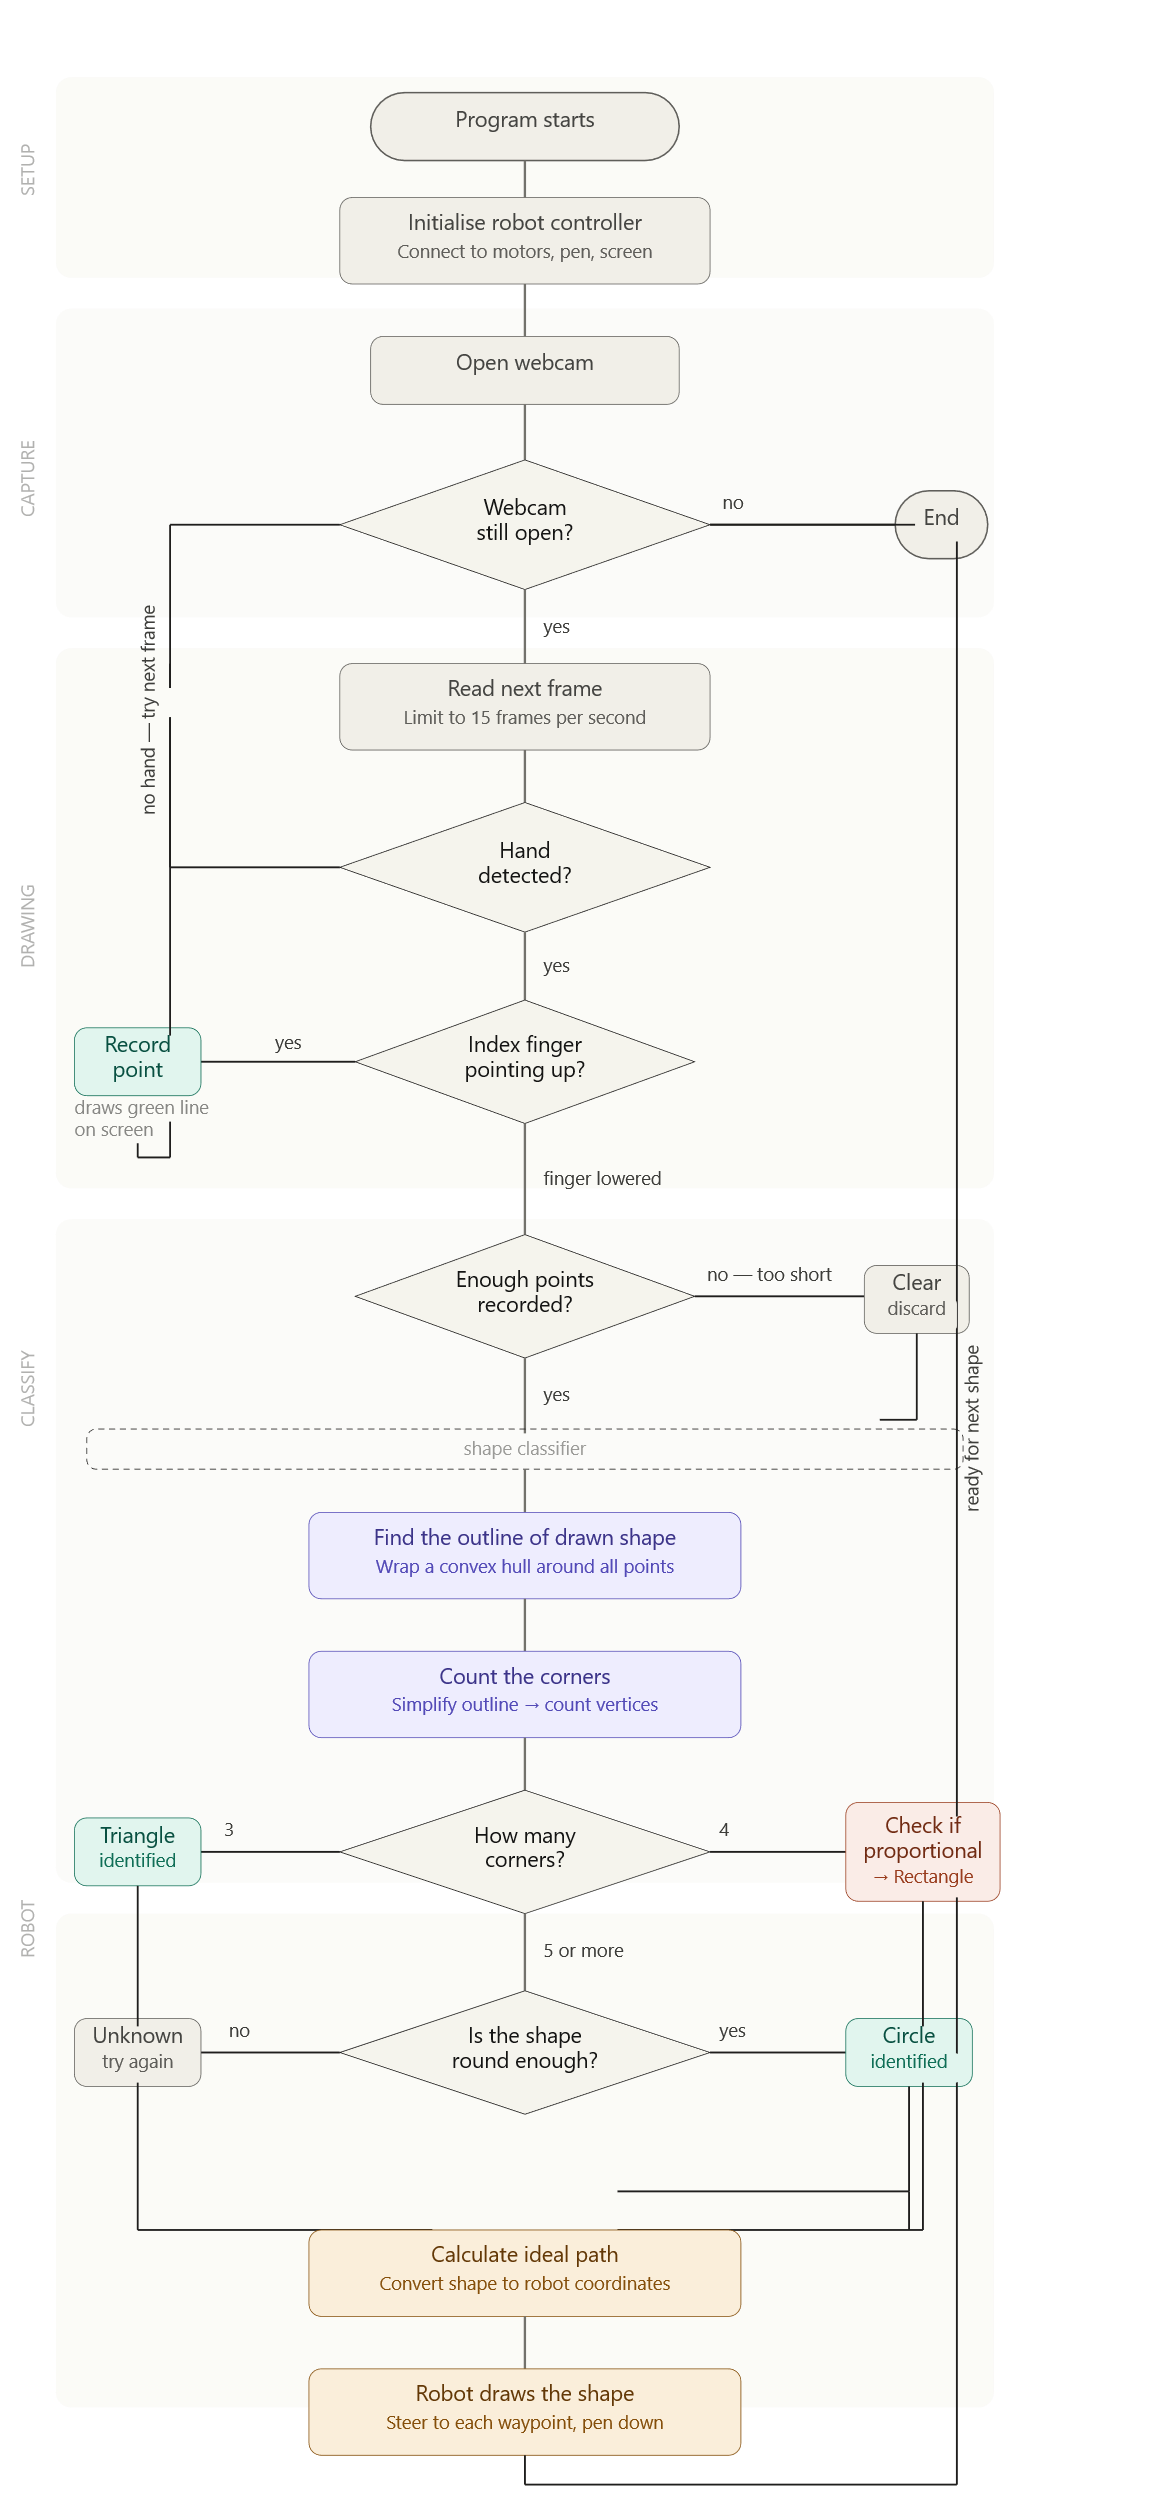 SETUP
Program starts
Initialise robot controller
Connect to motors, pen, screen
CAPTURE
Open webcam
Webcam
still open?
no
End
yes
no hand — try next frame
DRAWING
Read next frame
Limit to 15 frames per second
Hand
detected?
yes
Record
point
yes
Index finger
pointing up?
draws green line
on screen
finger lowered
CLASSIFY
Enough points
recorded?
no — too short
Clear
discard
yes
ready for next shape
shape classifier
Find the outline of drawn shape
Wrap a convex hull around all points
Count the corners
Simplify outline → count vertices
Triangle
identified
3
How many
corners?
4
Check if
proportional
→ Rectangle
ROBOT
5 or more
Unknown
try again
no
Is the shape
round enough?
yes
Circle
identified
Calculate ideal path
Convert shape to robot coordinates
Robot draws the shape
Steer to each waypoint, pen down